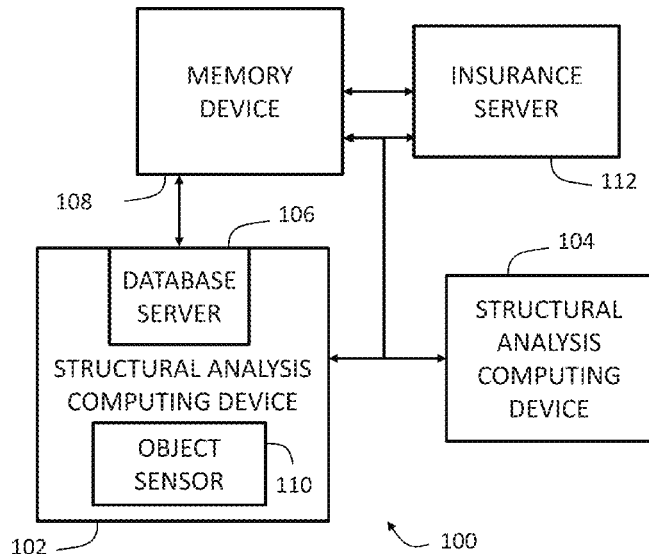 MEMORY
DEVICE
INSURANCE
SERVER
108
112
106
104
DATABASE
SERVER
STRUCTURAL ANALYSIS
COMPUTING DEVICE
STRUCTURAL
ANALYSIS
COMPUTING
DEVICE
OBJECT
SENSOR
110
102
100